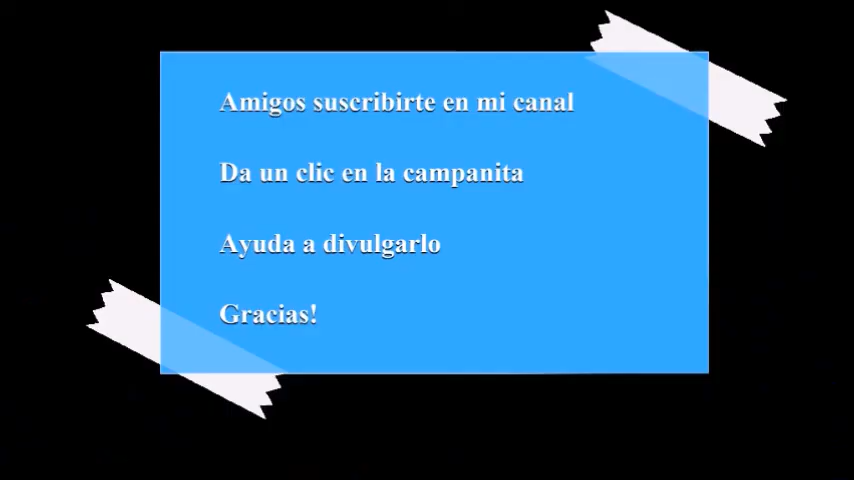 Amigos suscribirte en mi canal
Da un clic en la campanita
Ayuda a divulgarlo
Gracias!